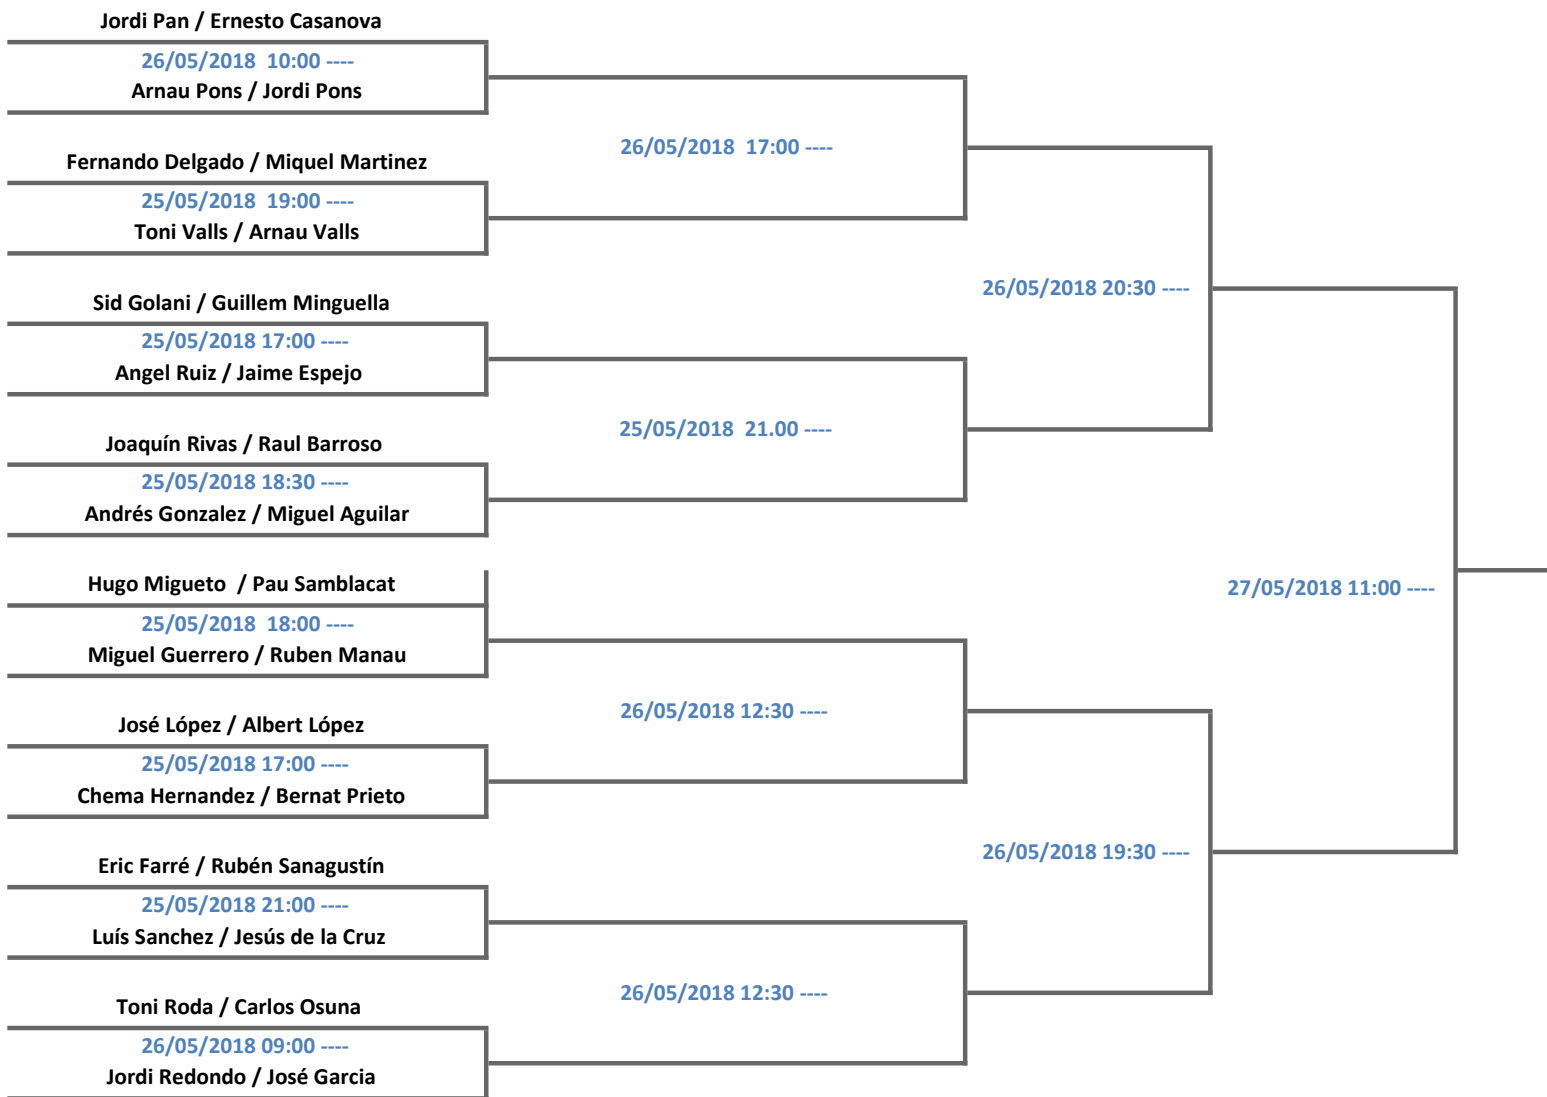 Jordi Pan / Ernesto Casanova
26/05/2018  10:00 ----
Arnau Pons / Jordi Pons
26/05/2018  17:00 ----
Fernando Delgado / Miquel Martinez
25/05/2018  19:00 ----
Toni Valls / Arnau Valls
26/05/2018 20:30 ----
Sid Golani / Guillem Minguella
25/05/2018 17:00 ----
Angel Ruiz / Jaime Espejo
25/05/2018  21.00 ----
Joaquín Rivas / Raul Barroso
25/05/2018 18:30 ----
Andrés Gonzalez / Miguel Aguilar
27/05/2018 11:00 ----
Hugo Migueto  / Pau Samblacat
25/05/2018  18:00 ----
Miguel Guerrero / Ruben Manau
26/05/2018 12:30 ----
José López / Albert López
25/05/2018 17:00 ----
Chema Hernandez / Bernat Prieto
26/05/2018 19:30 ----
Eric Farré / Rubén Sanagustín
25/05/2018 21:00 ----
Luís Sanchez / Jesús de la Cruz
26/05/2018 12:30 ----
Toni Roda / Carlos Osuna
26/05/2018 09:00 ----
Jordi Redondo / José Garcia